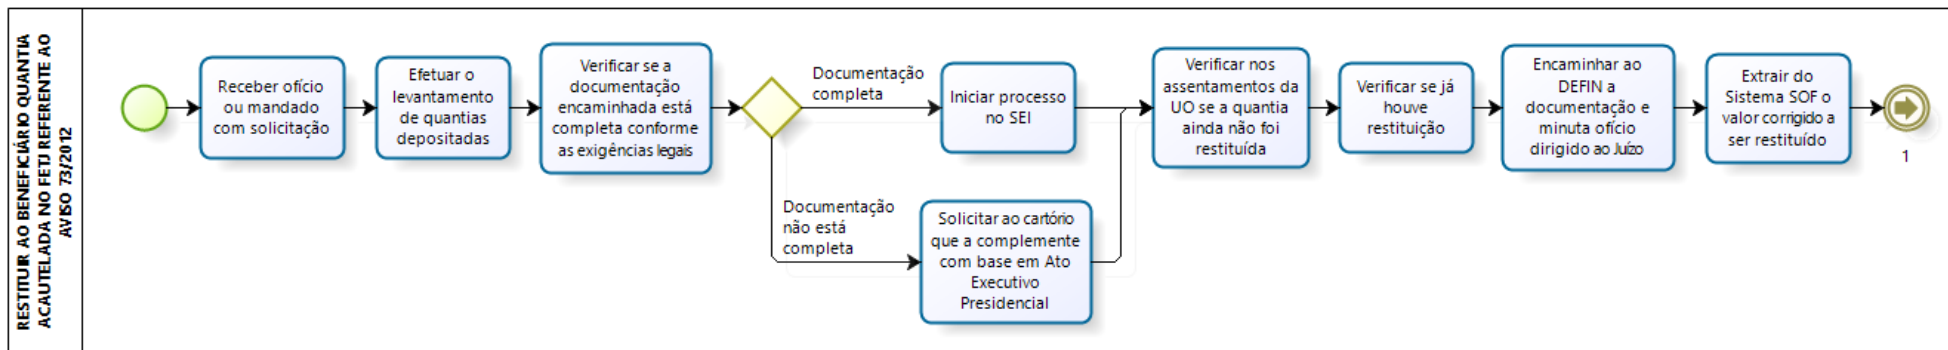 RESTITUIR AO BENEFICIÁRIO QUANTIA
ACAUTELADA NO FETJ REFERENTE AO
AVISO 73/2012
Receber ofício
ou mandado
com solicitação
Efetuar o
levantamento
de quantias
depositadas
Verificar se a
documentação
encaminhada está
completa conforme
as exigências legais
Documentação
completa
Iniciar processo
no SEI
Documentação
não está
completa
Solicitar ao cartório
que a complemente
com base em Ato
Executivo
Presidencial
Verificar nos
assentamentos da
UO se a quantia
ainda não foi
restituída
Verificar se já
houve
restituição
Encaminhar ao
DEFIN a
documentação e
minuta ofício
dirigido ao Juízo
Extrair do
Sistema SOF o
valor corrigido a
ser restituído
1